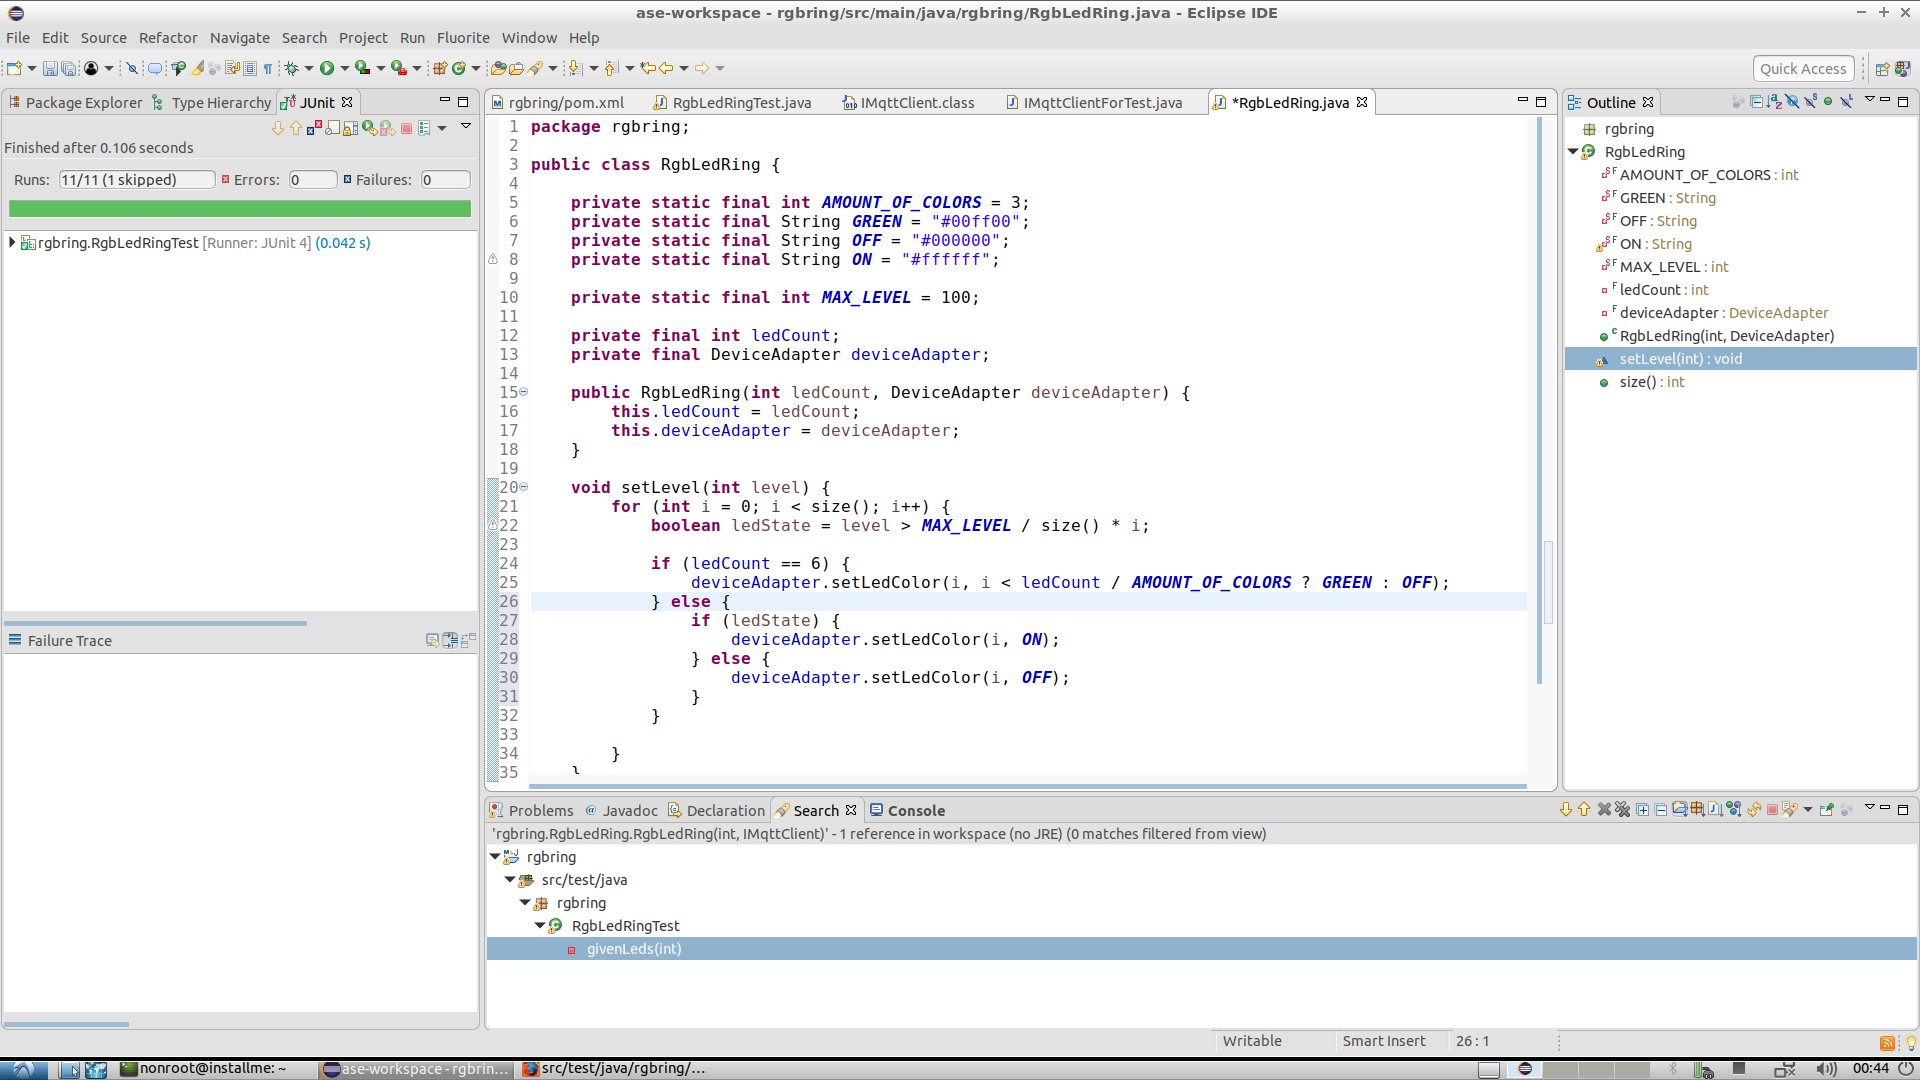 ase-workspace - rgbring/src/main/java/rgbring/RgbLedRing.java - Eclipse IDE
File Edit Source Refactor Navigate Search Project Run Fluorite Window Help
Quick Access
Package Explorer Type Hierarchy JUnit
Finished after 0.106 seconds
Runs: 11/11 (1 skipped) Errors: 0 Failures: 0
rgbring.RgbLedRingTest [Runner: JUnit 4] (0.042 s)
Failure Trace
rgbring/pom.xml RgbLedRingTest.java IMqttClient.class IMqttClientForTest.java *RgbLedRing.java
1 package rgbring;
2
3 public class RgbLedRing {
4
5 private static final int AMOUNT_OF_COLORS = 3;
6 private static final String GREEN = "#00ff00";
7 private static final String OFF = "#000000";
8 private static final String ON = "#ffffff";
9
10 private static final int MAX_LEVEL = 100;
11
12 private final int ledCount;
13 private final DeviceAdapter deviceAdapter;
14
15 public RgbLedRing(int ledCount, DeviceAdapter deviceAdapter) {
16 this.ledCount = ledCount;
17 this.deviceAdapter = deviceAdapter;
18 }
19
20 void setLevel(int level) {
21 for (int i = 0; i < size(); i++) {
22 boolean ledState = level > MAX_LEVEL / size() * i;
23
24 if (ledCount == 6) {
25 deviceAdapter.setLedColor(i, i < ledCount / AMOUNT_OF_COLORS ? GREEN : OFF);
26 } else {
27 if (ledState) {
28 deviceAdapter.setLedColor(i, ON);
29 } else {
30 deviceAdapter.setLedColor(i, OFF);
31 }
32 }
33
34 }
35 }
Outline
rgbring
RgbLedRing
AMOUNT_OF_COLORS : int
GREEN : String
OFF : String
ON : String
MAX_LEVEL : int
ledCount : int
deviceAdapter : DeviceAdapter
RgbLedRing(int, DeviceAdapter)
setLevel(int) : void
size() : int
Problems Javadoc Declaration Search Console
'rgbring.RgbLedRing.RgbLedRing(int, IMqttClient)' - 1 reference in workspace (no JRE) (0 matches filtered from view)
rgbring
src/test/java
rgbring
RgbLedRingTest
givenLeds(int)
Writable Smart Insert 26 : 1
nonroot@installme: ~ ase-workspace - rgbrin... src/test/java/rgbring/... 00:44